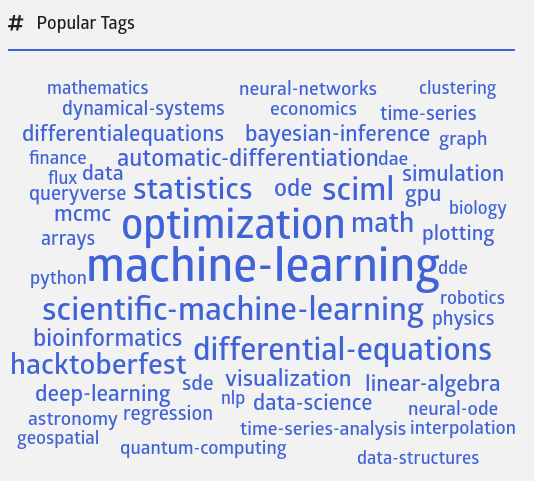 # Popular Tags
mathematics neural-networks clustering
dynamical-systems economics time-series
differentialequations bayesian-inference graph
finance automatic-differentiation dae
flux data simulation
queryverse statistics ode sciml gpu
mcmc optimization math biology
arrays plotting
python machine-learning dde
scientific-machine-learning robotics
physics
bioinformatics differential-equations
hacktoberfest
deep-learning sde visualization linear-algebra
nlp data-science neural-ode
astronomy regression
geospatial time-series-analysis interpolation
quantum-computing data-structures